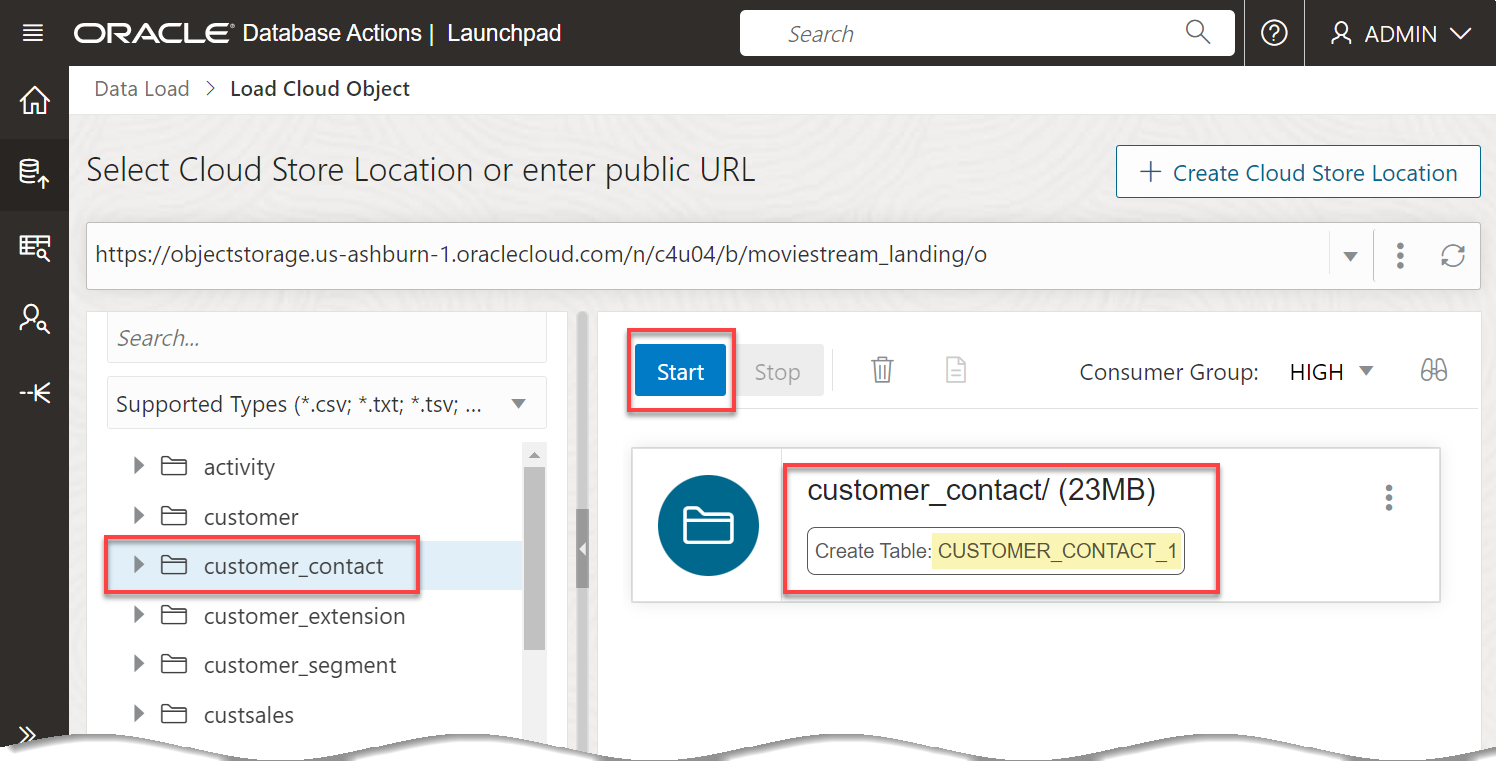 ORACLE® Database Actions | Launchpad
Search
ADMIN
Data Load > Load Cloud Object
Select Cloud Store Location or enter public URL
+ Create Cloud Store Location
https://objectstorage.us-ashburn-1.oraclecloud.com/n/c4u04/b/moviestream_landing/o
Search...
Supported Types (*.csv; *.txt; *.tsv; ...
activity
customer
customer_contact
customer_extension
customer_segment
custsales
Start
Stop
Consumer Group: HIGH
customer_contact/ (23MB)
Create Table: CUSTOMER_CONTACT_1